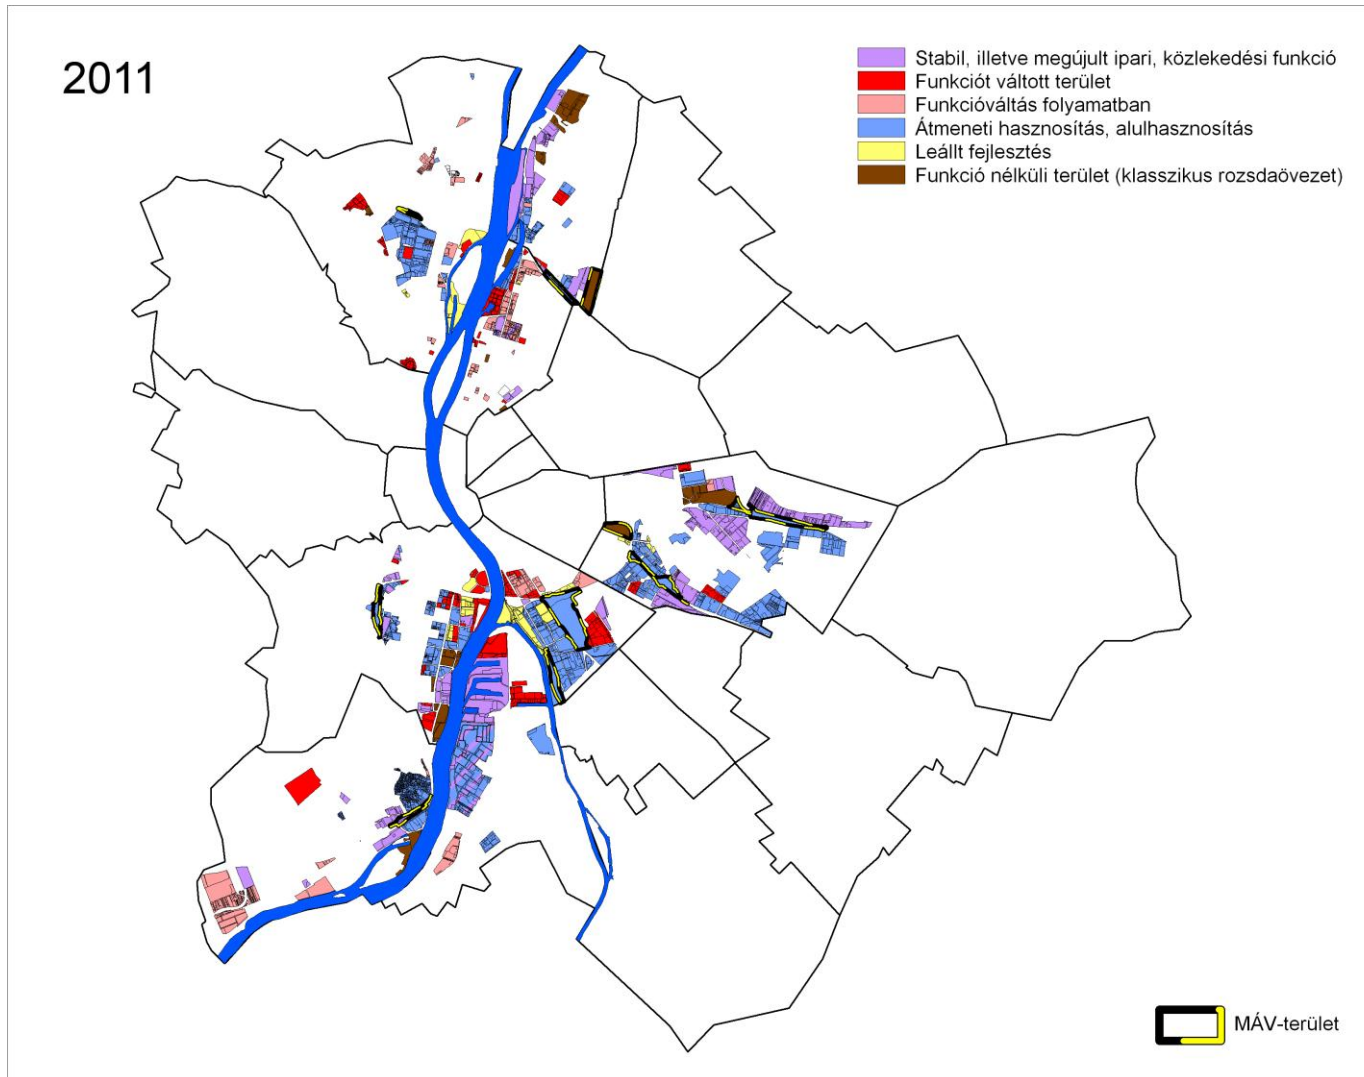 2011
Stabil, illetve megújult ipari, közlekedési funkció
Funkciót váltott terület
Funkcióváltás folyamatban
Átmeneti hasznosítás, alulhasznosítás
Leállt fejlesztés
Funkció nélküli terület (klasszikus rozsdaövezet)
MÁV-terület